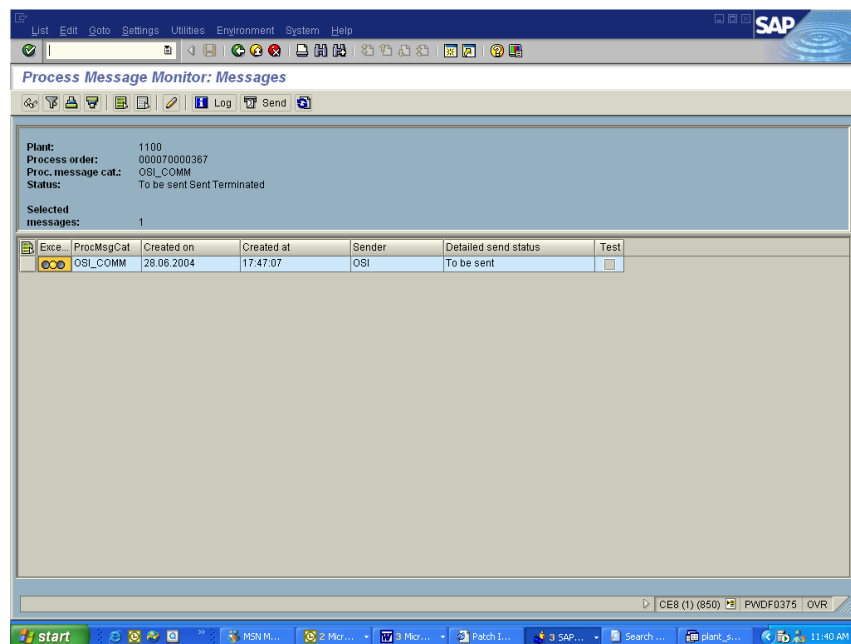 List Edit Goto Settings Utilities Environment System Help
SAP
Process Message Monitor: Messages
Log Send
Plant: 1100
Process order: 000070000367
Proc. message cat.: OSI_COMM
Status: To be sent Sent Terminated
Selected
messages: 1
Exce... ProcMsgCat Created on Created at Sender Detailed send status Test
OSI_COMM 28.06.2004 17:47:07 OSI To be sent
CE8 (1) (850) PWDF0375 OVR
start MSN M... 2 Micr... 3 Micr... Patch I... 3 SAP... Search ... plant_s... 11:40 AM